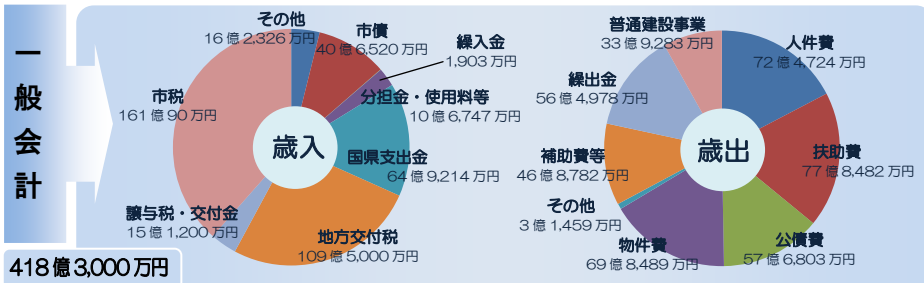 一般会計
418億3,000万円
歳入
その他
16億2,326万円
市債
40億6,520万円
繰入金
1,903万円
分担金・使用料等
10億6,747万円
国県支出金
64億9,214万円
地方交付税
109億5,000万円
譲与税・交付金
15億1,200万円
市税
161億90万円
歳出
普通建設事業
33億9,283万円
人件費
72億4,724万円
扶助費
77億8,482万円
公債費
57億6,803万円
物件費
69億8,489万円
その他
3億1,459万円
補助費等
46億8,782万円
繰出金
56億4,978万円